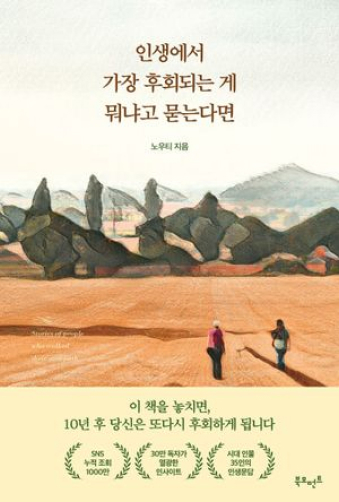 인생에서
가장 후회되는 게
뭐냐고 묻는다면
노우티 지음
Stories of people
이 책을 놓치면,
10년 후 당신은 또다시 후회하게 됩니다
SNS
누적 조회
1000만
30만 독자가
열광한
인사이트
시대 인물
35인의
인생문답
북로망스